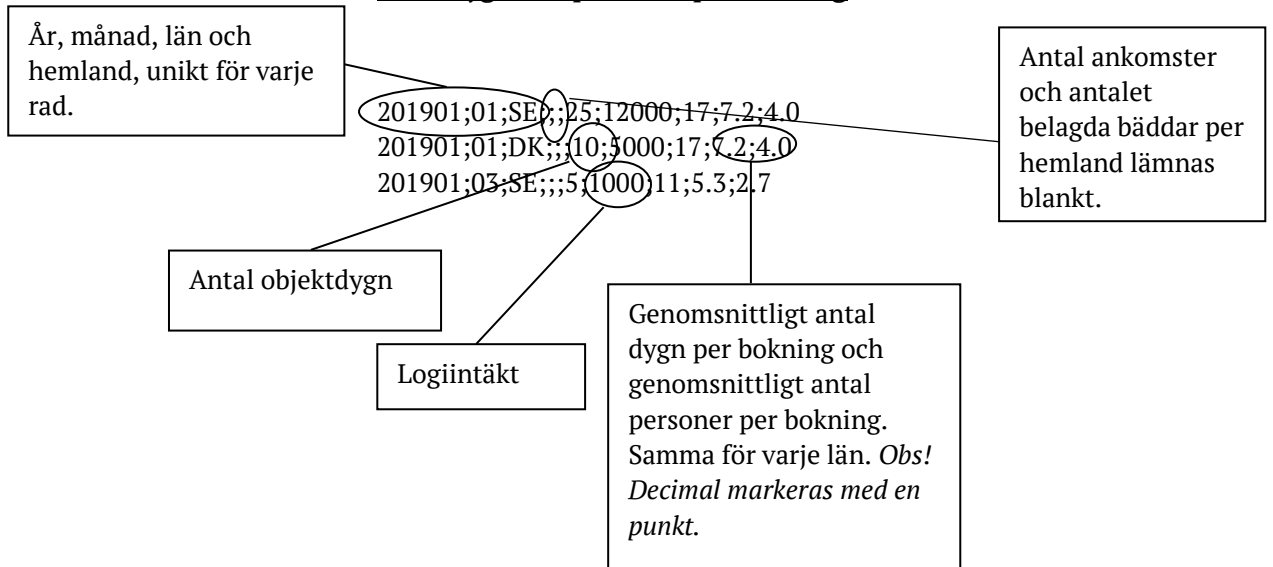 År, månad, län och
hemland, unikt för varje
rad.
201901;01;SE;;;25;12000;17;7.2;4.0
201901;01;DK;;;10;5000;17;7.2;4.0
201901;03;SE;;;5;1000;11;5.3;2.7
Antal ankomster
och antalet
belagda bäddar per
hemland lämnas
blankt.
Antal objektdygn
Logiintäkt
Genomsnittligt antal
dygn per bokning och
genomsnittligt antal
personer per bokning.
Samma för varje län. Obs!
Decimal markeras med en
punkt.